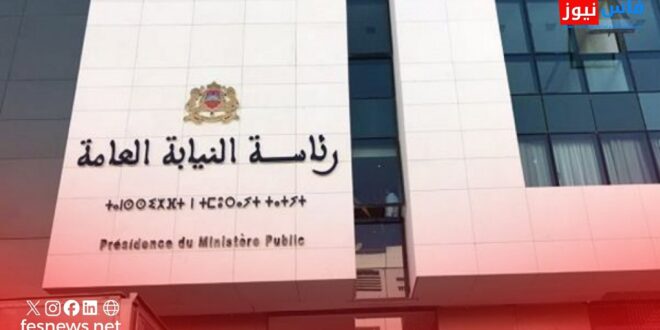 فاس نيوز
رئاسة النيابة العامة
Présidence du Ministère Public
fesnews.net